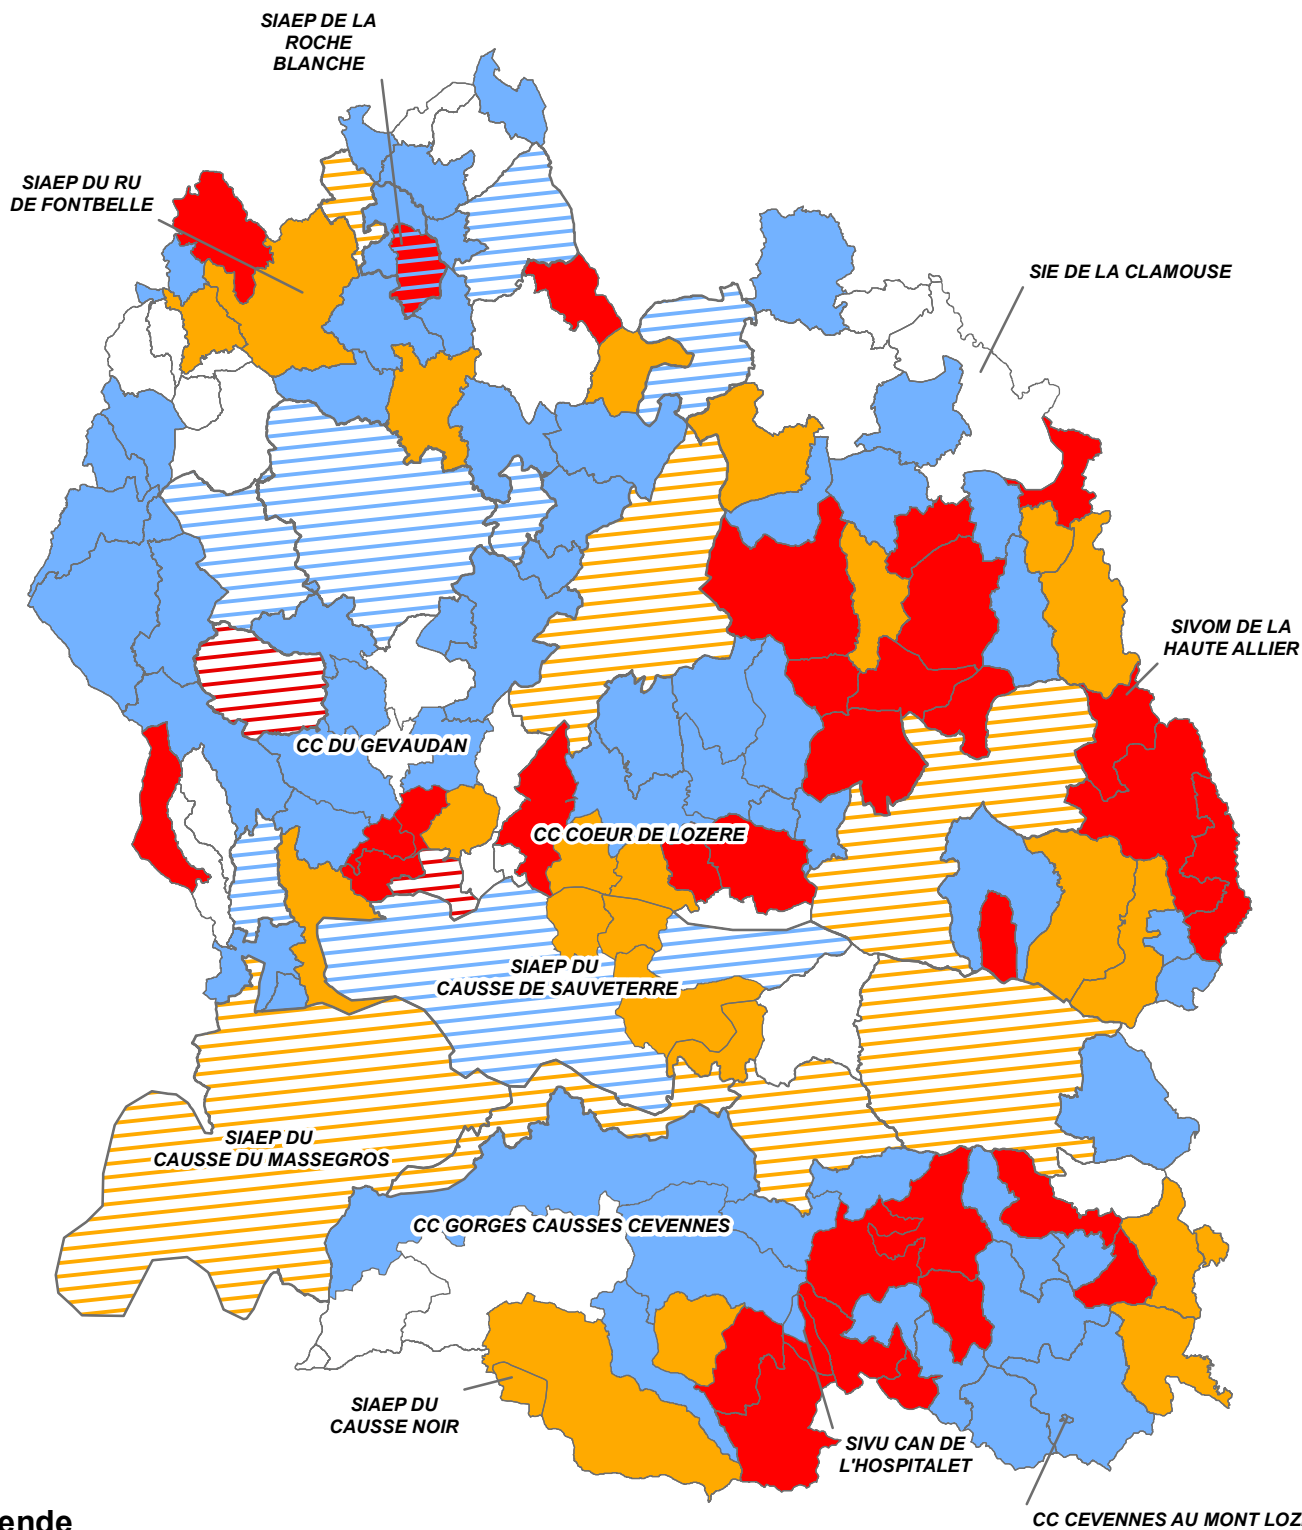 SIAEP DE LA
ROCHE
BLANCHE
SIAEP DU RU
DE FONTBELLE
SIE DE LA CLAMOUSE
SIVOM DE LA
HAUTE ALLIER
CC DU GEVAUDAN
CC COEUR DE LOZERE
SIAEP DU
CAUSSE DE SAUVETERRE
SIAEP DU
CAUSSE DU MASSEGROS
CC GORGES CAUSSES CEVENNES
SIAEP DU
CAUSSE NOIR
SIVU CAN DE
L'HOSPITALET
CC CEVENNES AU MONT LOZ
ende